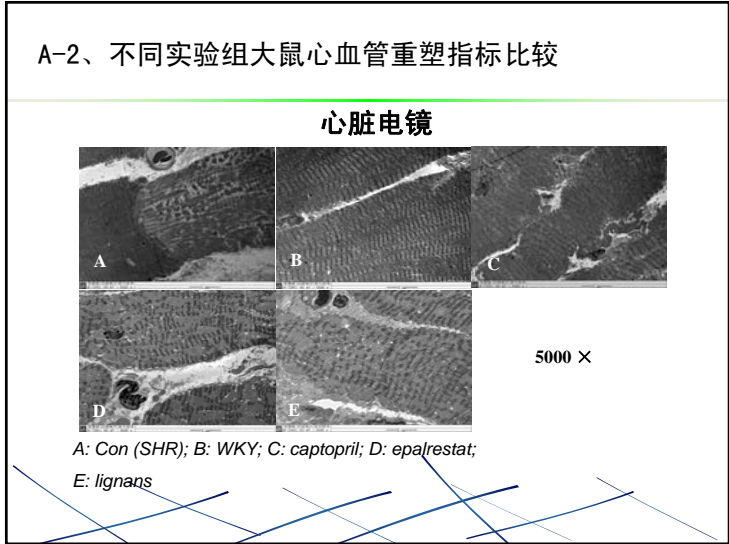 A-2、不同实验组大鼠心血管重塑指标比较
心脏电镜
A
B
C
D
E
5000 ×
A: Con (SHR); B: WKY; C: captopril; D: epalrestat;
E: lignans